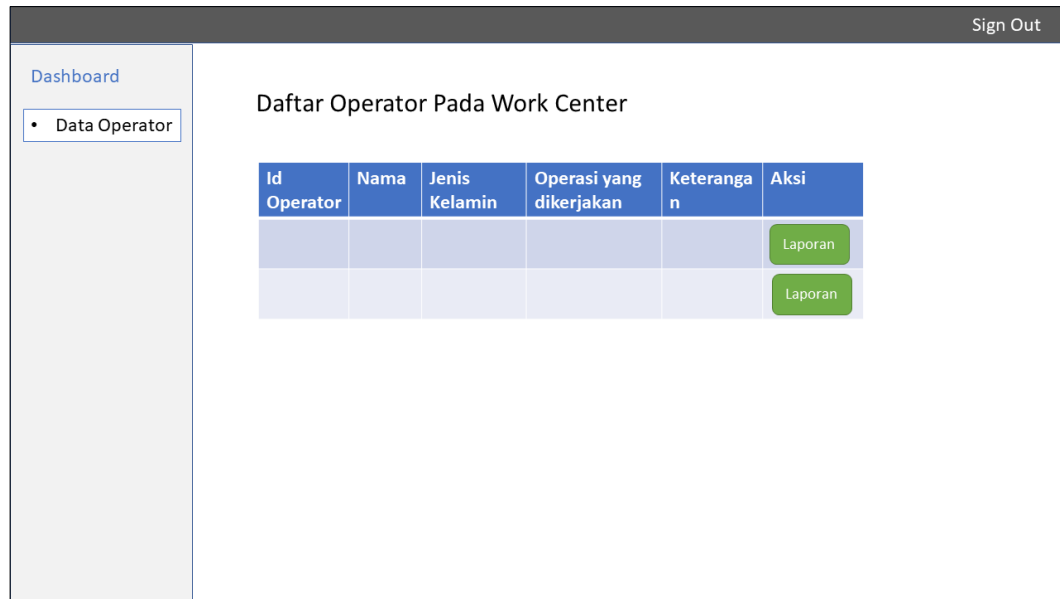 Sign Out
Dashboard
• Data Operator
Daftar Operator Pada Work Center
Id Operator
Nama
Jenis Kelamin
Operasi yang dikerjakan
Keteranga
n
Aksi
Laporan
Laporan